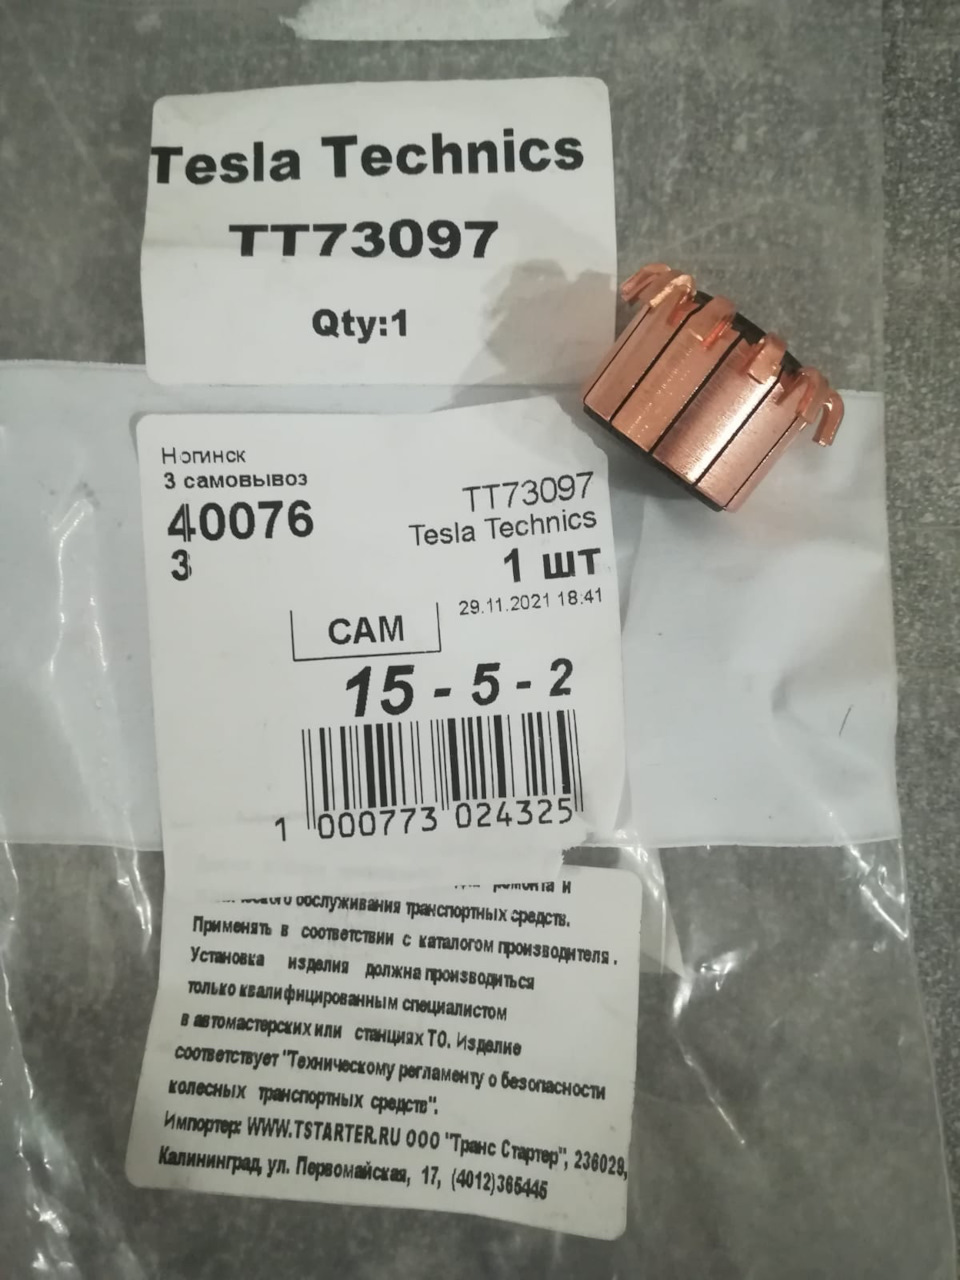 Tesla Technics
TT73097
Qty:1
Ногинск
3 самовывоз
40076
3
TT73097
Tesla Technics
1 шт
29.11.2021 18:41
САМ
15 - 5 - 2
1 000773 024325
ремонта и
обслуживания транспортных средств.
Применять в соответствии с каталогом производителя.
Установка изделия должна производиться
только квалифицированным специалистом
в автомастерских или станциях ТО. Изделие
соответствует "Техническому регламенту о безопасности
колесных транспортных средств".
Импортер: WWW.TSTARTER.RU ООО "Транс Стартер", 236029,
Калининград, ул. Первомайская, 17, (4012)365445